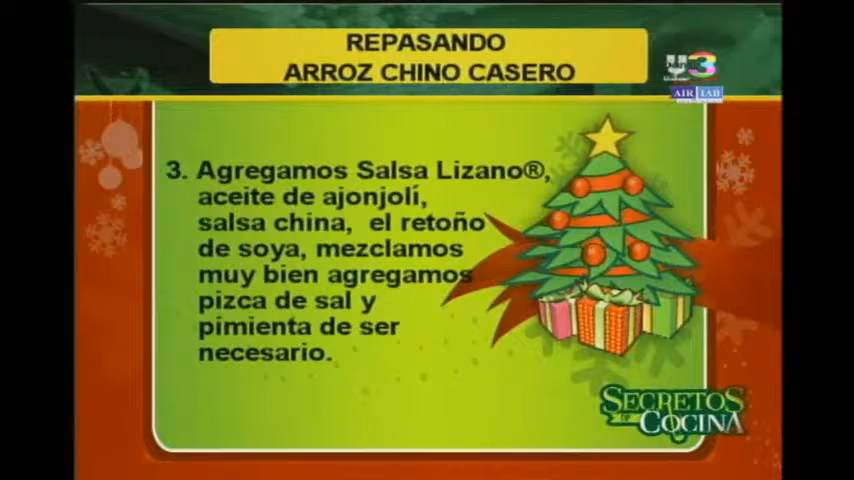 REPASANDO
ARROZ CHINO CASERO
3
AIR LAB
3. Agregamos Salsa Lizano®,
aceite de ajonjolí,
salsa china, el retoño
de soya, mezclamos
muy bien agregamos
pizca de sal y
pimienta de ser
necesario.
SECRETOS
DE
COCINA